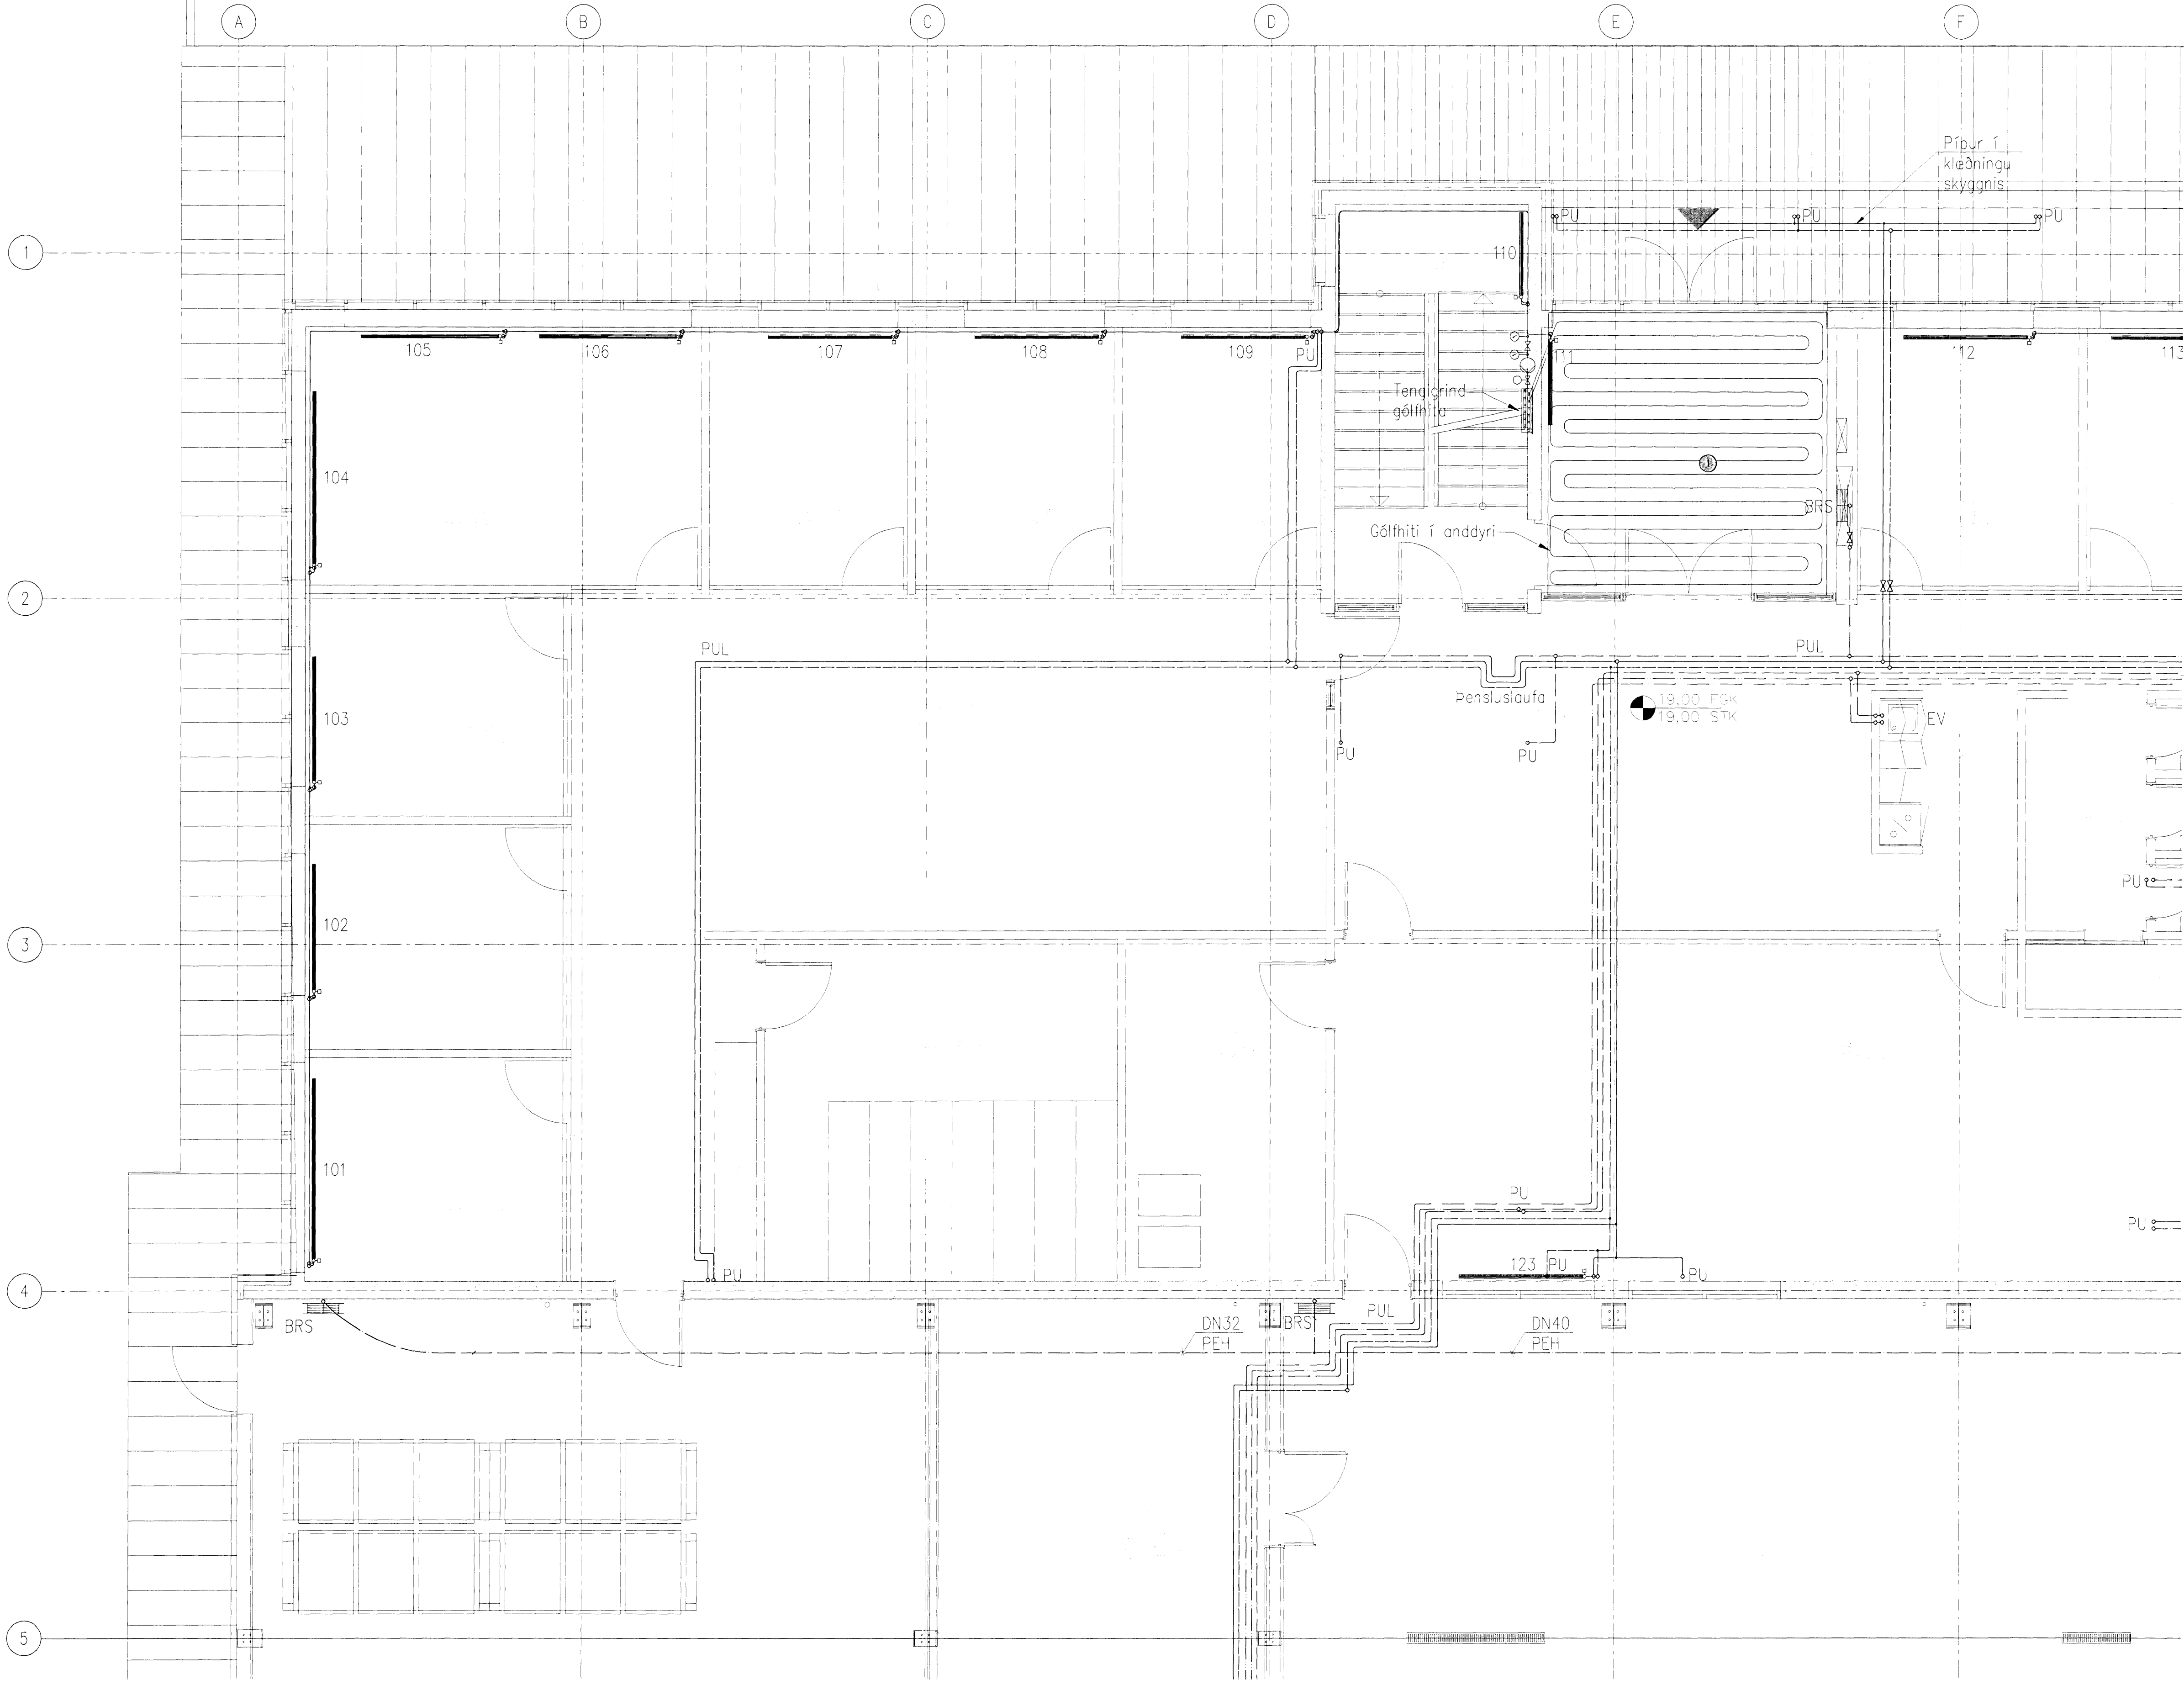 A
B
C
D
E
F
Pípur í
klæðningu
skyggnis
PU
PU
PU
1
110
105
106
107
108
109
PU
111
112
113
Tengigrind
gólfhita
104
1
BRS
Gólfhiti í anddyri
2
PUL
PUL
Þensluslaufa
19.00 FGK
19.00 STK
EV
103
PU
PU
PU
102
3
101
PU
PU
123
PU
PU
PU
4
BRS
DN32
PEH
BRS
PUL
DN40
PEH
5